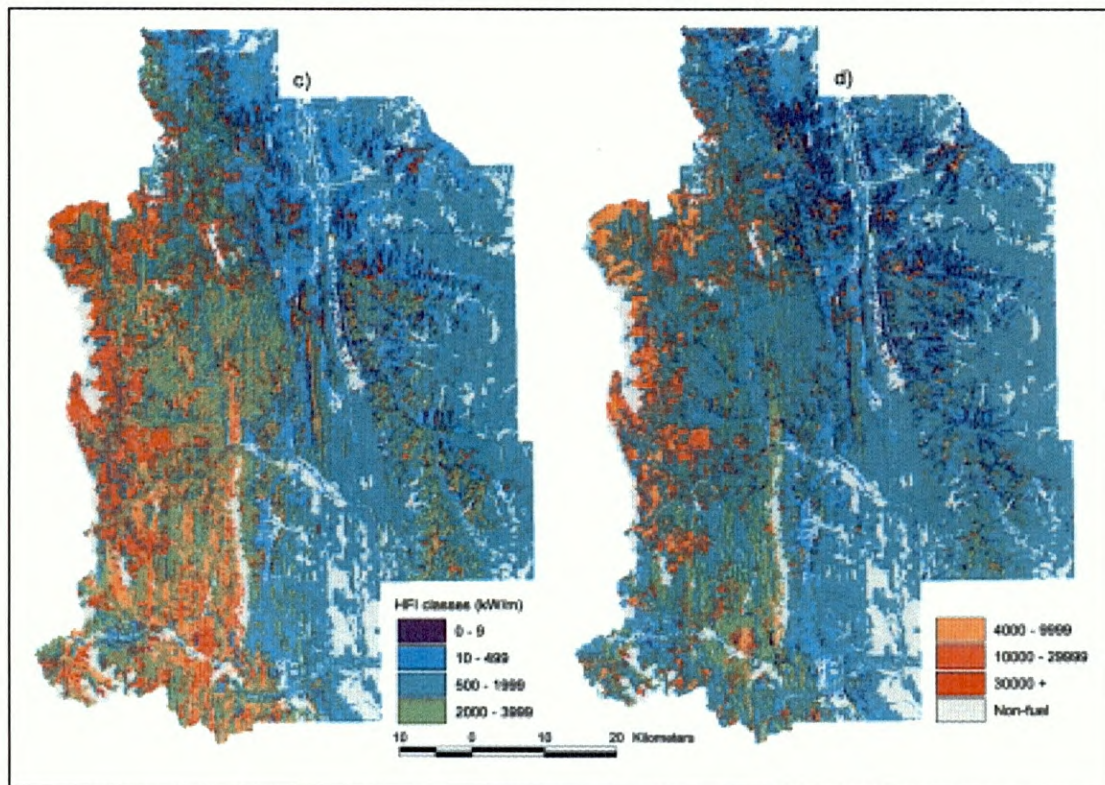 c)
d)
HFI classes (kW/m)
0 - 9
10 - 499
500 - 1999
2000 - 3999
4000 - 9999
10000 - 29999
30000 +
Non-fuel
10 0 10 20 Kilometers